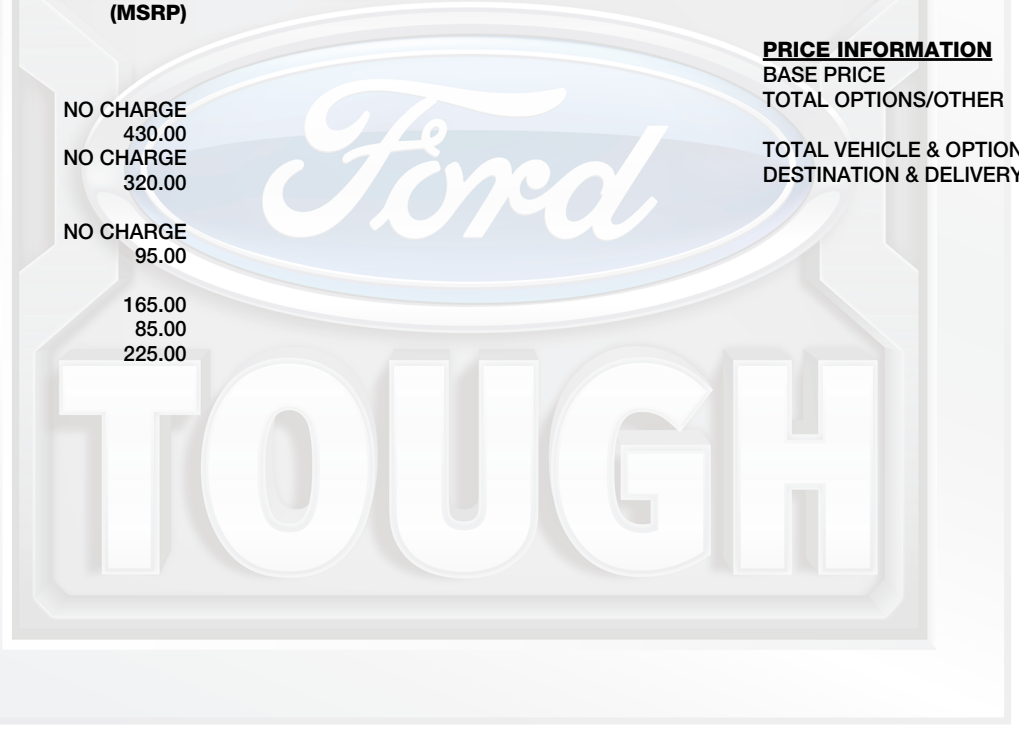 (MSRP)
NO CHARGE
430.00
NO CHARGE
320.00
NO CHARGE
95.00
165.00
85.00
225.00
PRICE INFORMATION
BASE PRICE
TOTAL OPTIONS/OTHER
TOTAL VEHICLE & OPTION
DESTINATION & DELIVERY
Ford
TOUGH